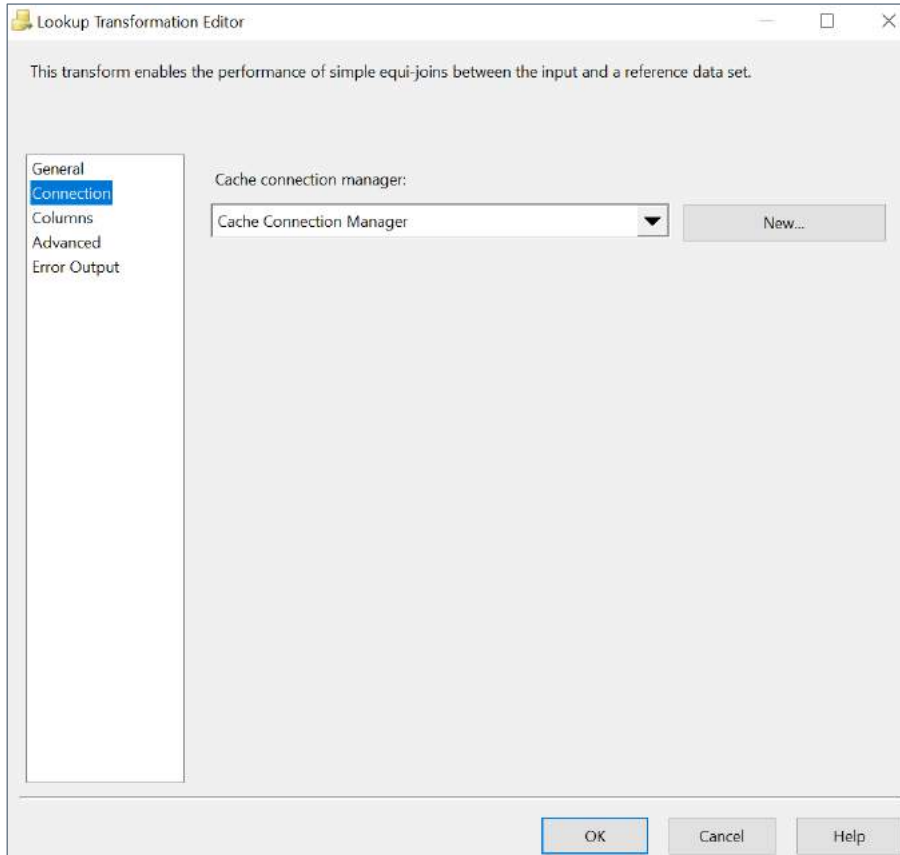 Lookup Transformation Editor
This transform enables the performance of simple equi-joins between the input and a reference data set.
General
Connection
Columns
Advanced
Error Output
Cache connection manager:
Cache Connection Manager
New...
OK
Cancel
Help